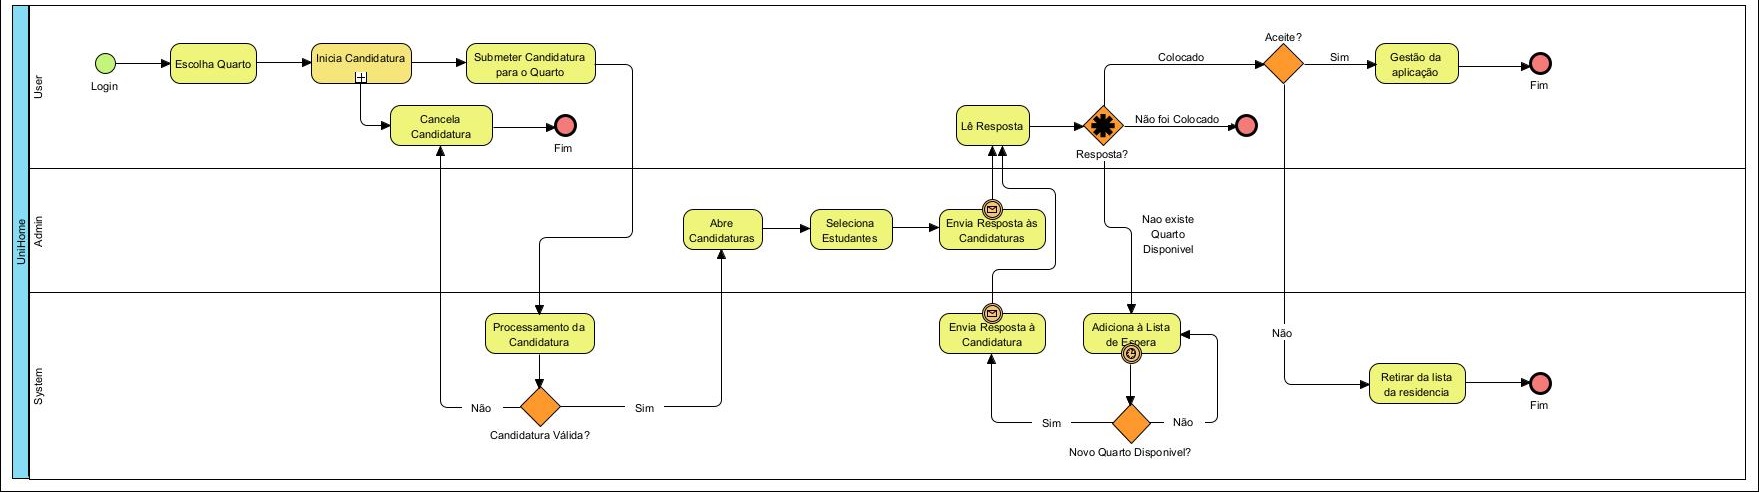 UniHome
User
Login
Escolha Quarto
Inicia Candidatura
Submeter Candidatura
para o Quarto
Cancela
Candidatura
Fim
Lê Resposta
Resposta?
Colocado
Não foi Colocado
Aceite?
Sim
Gestão da
aplicação
Fim
Admin
Abre
Candidaturas
Seleciona
Estudantes
Envia Resposta às
Candidaturas
Nao existe
Quarto
Disponivel
System
Processamento da
Candidatura
Não
Sim
Candidatura Válida?
Envia Resposta à
Candidatura
Adiciona à Lista
de Espera
Sim
Não
Novo Quarto Disponivel?
Não
Retirar da lista
da residencia
Fim